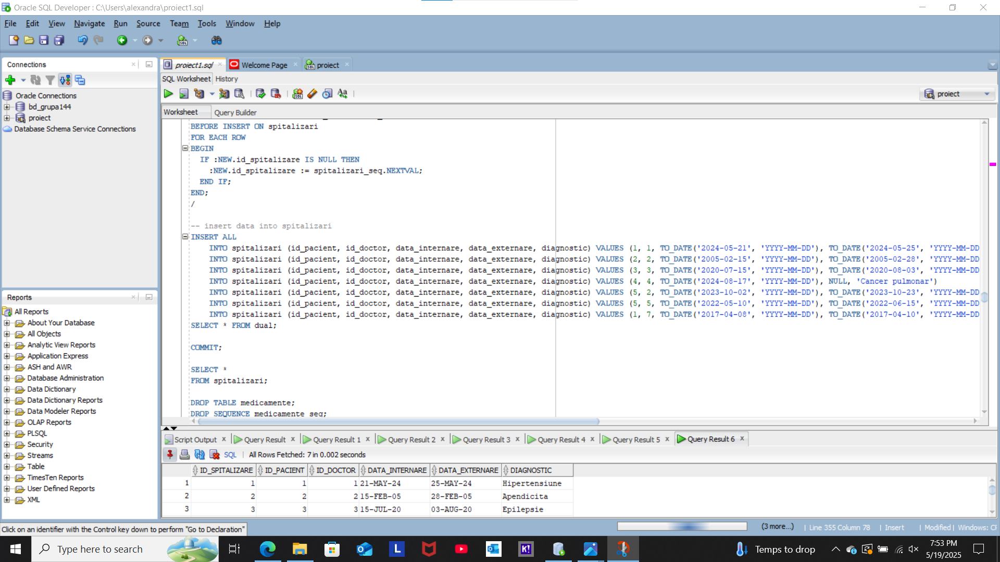 Oracle SQL Developer : C:\Users\alexandra\proiect1.sql
File Edit View Navigate Run Source Team Tools Window Help
Connections
Oracle Connections
bd_grupa144
proiect
Database Schema Service Connections
Reports
All Reports
About Your Database
All Objects
Analytic View Reports
Application Express
ASH and AWR
Database Administration
Data Dictionary
Data Dictionary Reports
Data Modeler Reports
OLAP Reports
PLSQL
Security
Streams
Table
TimesTen Reports
User Defined Reports
XML
proiect1.sql Welcome Page proiect
SQL Worksheet History
proiect
Worksheet Query Builder
BEFORE INSERT ON spitalizari
FOR EACH ROW
BEGIN
IF :NEW.id_spitalizare IS NULL THEN
:NEW.id_spitalizare := spitalizari_seq.NEXTVAL;
END IF;
END;
/
-- insert data into spitalizari
INSERT ALL
INTO spitalizari (id_pacient, id_doctor, data_internare, data_externare, diagnostic) VALUES (1, 1, TO_DATE('2024-05-21', 'YYYY-MM-DD'), TO_DATE('2024-05-25', 'YYYY-MM-DD
INTO spitalizari (id_pacient, id_doctor, data_internare, data_externare, diagnostic) VALUES (2, 2, TO_DATE('2005-02-15', 'YYYY-MM-DD'), TO_DATE('2005-02-28', 'YYYY-MM-DD
INTO spitalizari (id_pacient, id_doctor, data_internare, data_externare, diagnostic) VALUES (3, 3, TO_DATE('2020-07-15', 'YYYY-MM-DD'), TO_DATE('2020-08-03', 'YYYY-MM-DD
INTO spitalizari (id_pacient, id_doctor, data_internare, data_externare, diagnostic) VALUES (4, 4, TO_DATE('2024-08-17', 'YYYY-MM-DD'), NULL, 'Cancer pulmonar')
INTO spitalizari (id_pacient, id_doctor, data_internare, data_externare, diagnostic) VALUES (5, 2, TO_DATE('2023-10-02', 'YYYY-MM-DD'), TO_DATE('2023-10-23', 'YYYY-MM-DD
INTO spitalizari (id_pacient, id_doctor, data_internare, data_externare, diagnostic) VALUES (5, 5, TO_DATE('2022-05-10', 'YYYY-MM-DD'), TO_DATE('2022-06-15', 'YYYY-MM-DD
INTO spitalizari (id_pacient, id_doctor, data_internare, data_externare, diagnostic) VALUES (1, 7, TO_DATE('2017-04-08', 'YYYY-MM-DD'), TO_DATE('2017-04-10', 'YYYY-MM-DD
SELECT * FROM dual;
COMMIT;
SELECT *
FROM spitalizari;
DROP TABLE medicamente;
DROP SEQUENCE medicamente_seq;
Script Output Query Result Query Result 1 Query Result 2 Query Result 3 Query Result 4 Query Result 5 Query Result 6
SQL All Rows Fetched: 7 in 0.002 seconds
ID_SPITALIZARE ID_PACIENT ID_DOCTOR DATA_INTERNARE DATA_EXTERNARE DIAGNOSTIC
1 1 1 1 21-MAY-24 25-MAY-24 Hipertensiune
2 2 2 2 15-FEB-05 28-FEB-05 Apendicita
3 3 3 3 15-JUL-20 03-AUG-20 Epilepsie
Click on an identifier with the Control key down to perform "Go to Declaration"
(3 more...) Line 355 Column 78 Insert Modified Windows: 
Type here to search
Temps to drop
7:53 PM
5/19/2025